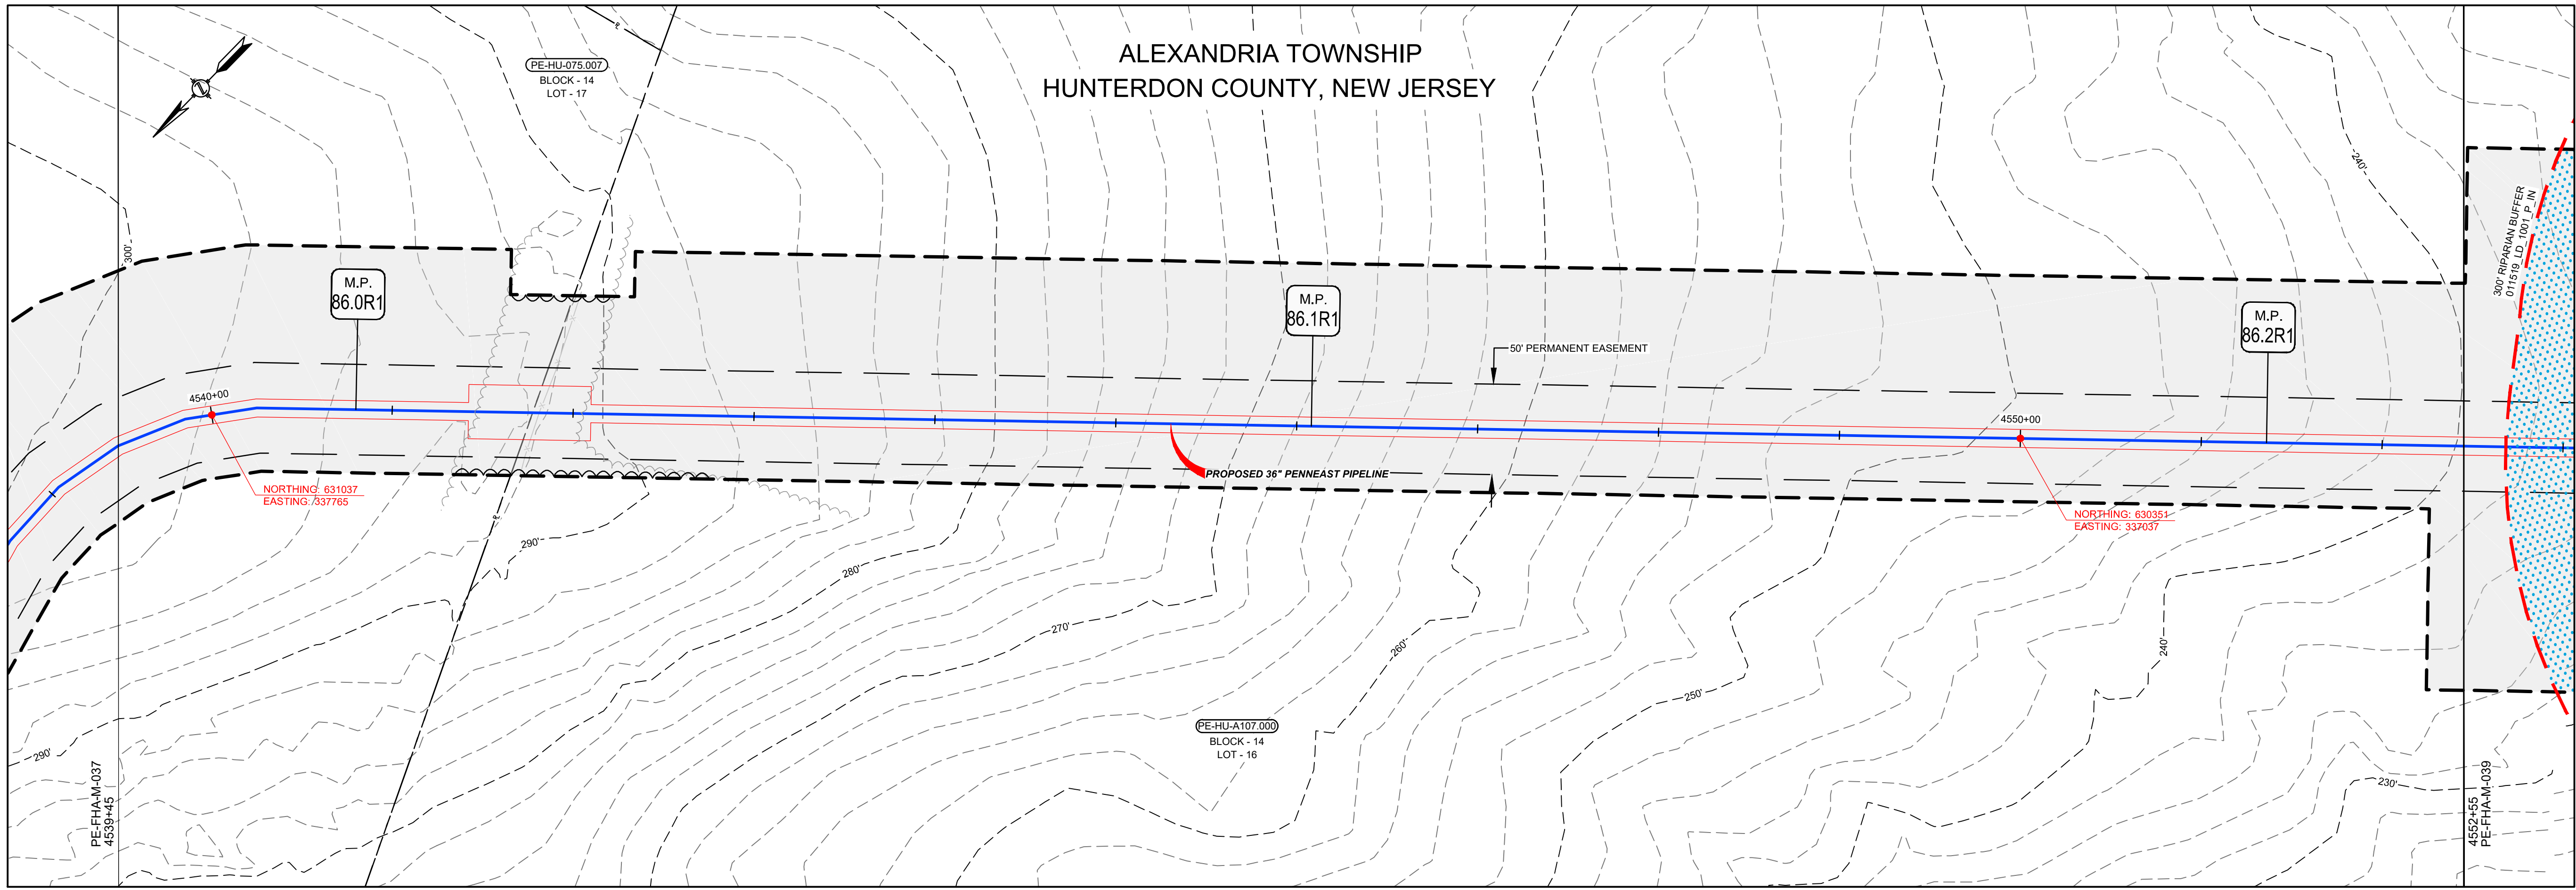 ALEXANDRIA TOWNSHIP
HUNTERDON COUNTY, NEW JERSEY
PE-HU-075.007
BLOCK - 14
LOT - 17
240'
300'
300' RIPARIAN BUFFER
011519_LD_1001_P_IN
M.P.
86.0R1
M.P.
86.1R1
M.P.
86.2R1
50' PERMANENT EASEMENT
4540+00
4550+00
PROPOSED 36" PENNEAST PIPELINE
NORTHING: 631037
EASTING: 337765
NORTHING: 630351
EASTING: 337037
290'
280'
270'
260'
250'
240'
230'
290'
PE-HU-A107.000
BLOCK - 14
LOT - 16
PE-FHA-M-037
4539+45
4552+55
PE-FHA-M-039